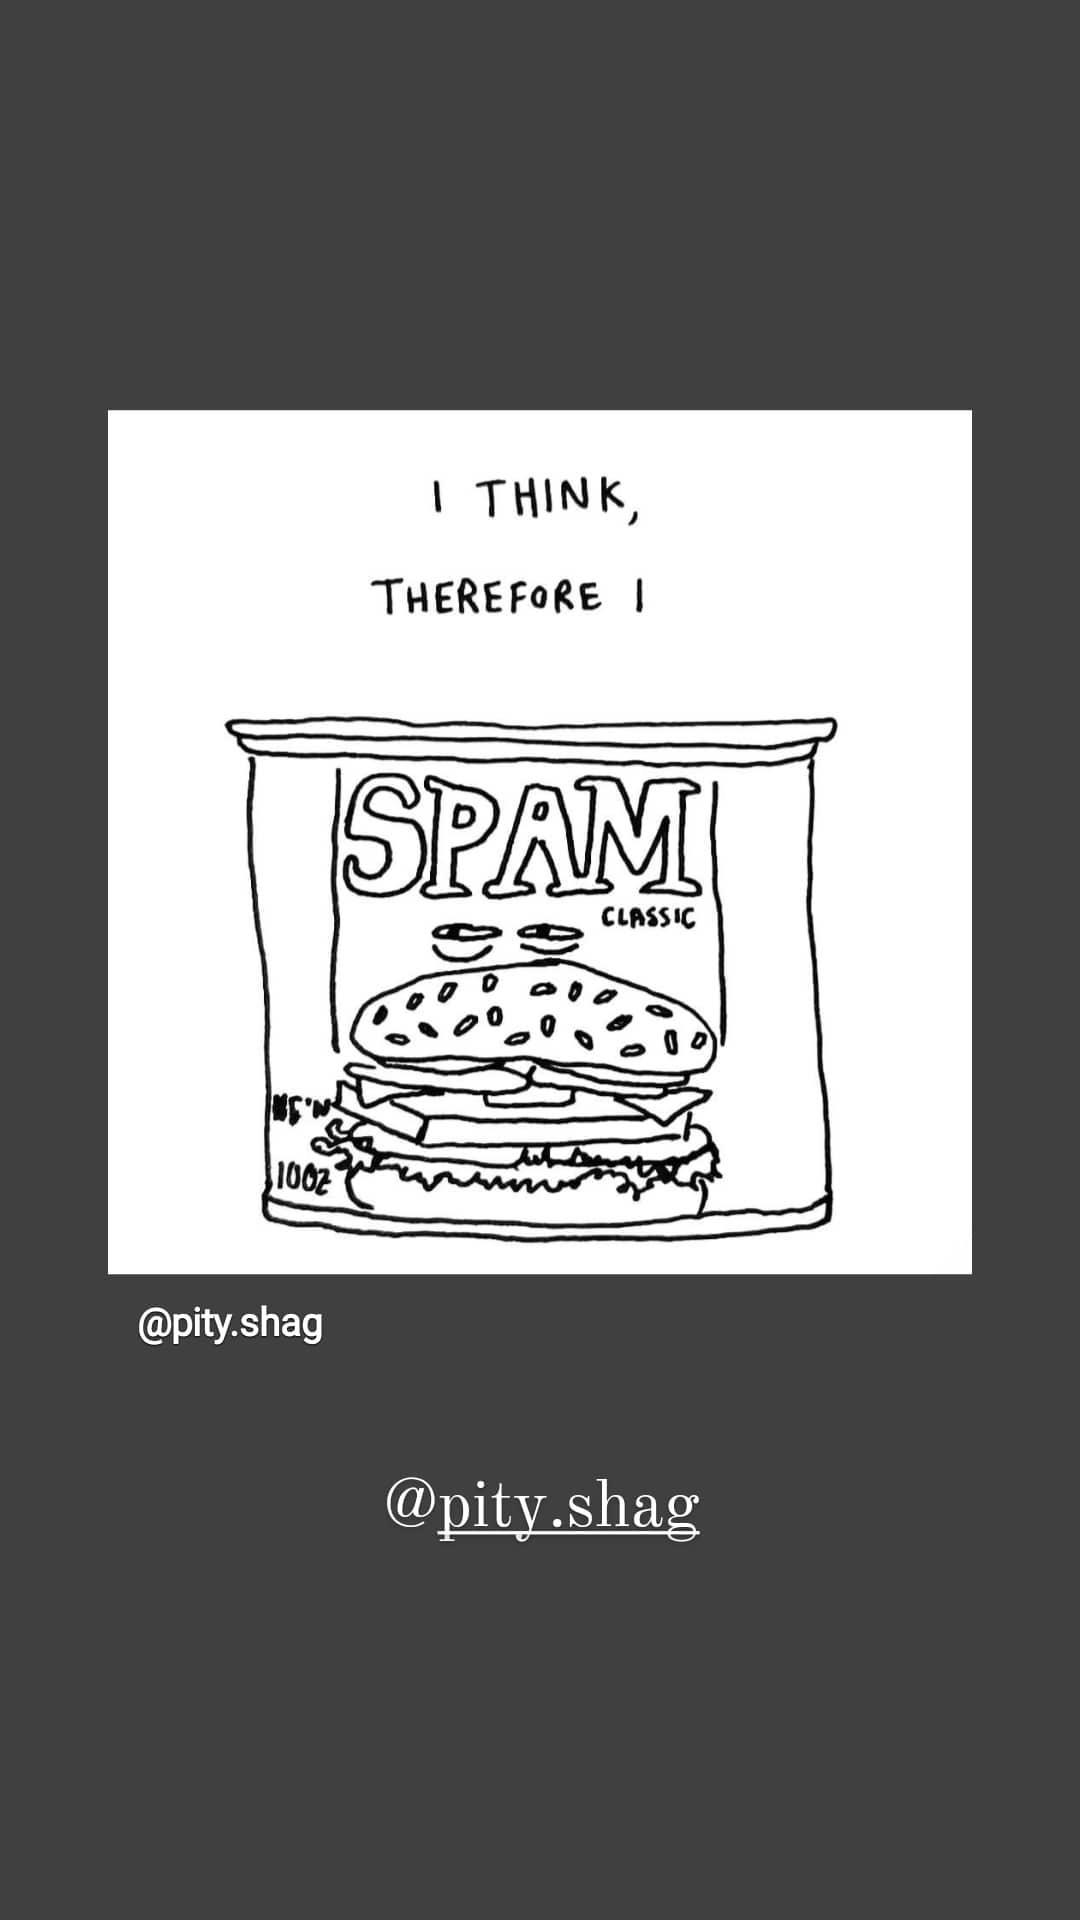 I THINK,
THEREFORE I
SPAM
CLASSIC
10OZ
@pity.shag
@pity.shag